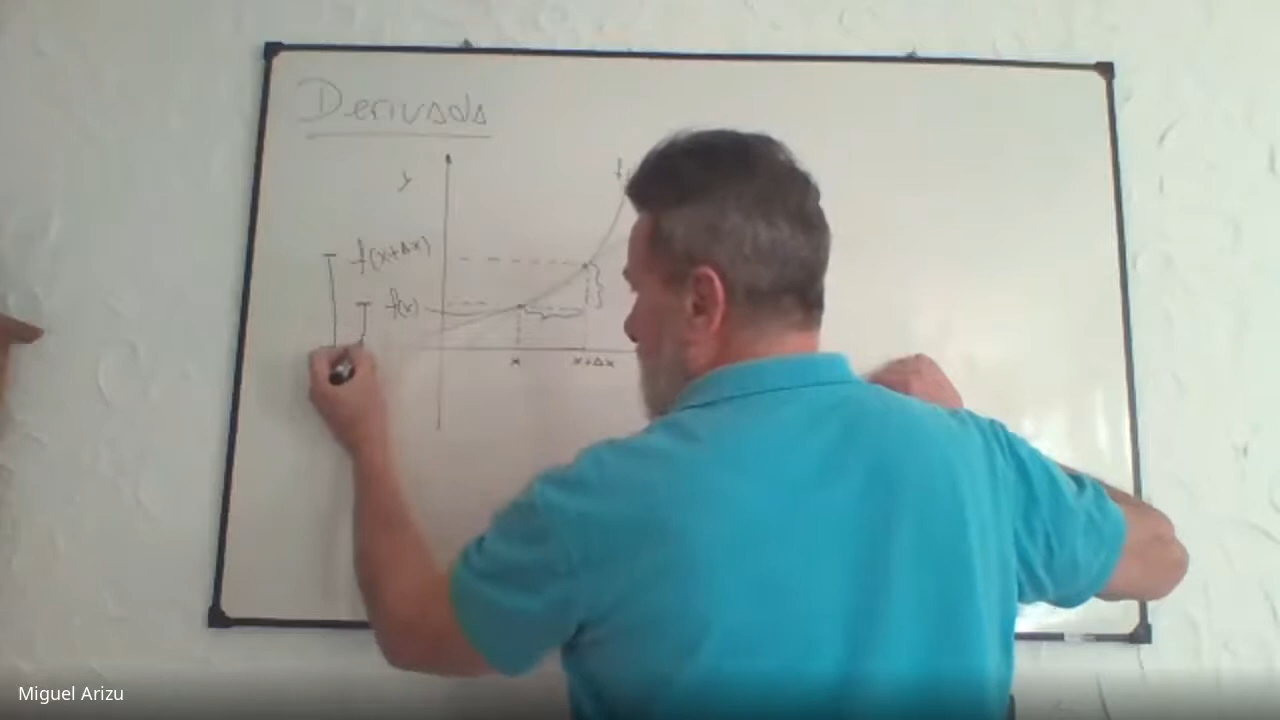 Derivada
y
f(x+Δx)
f(x)
x x+Δx
Miguel Arizu